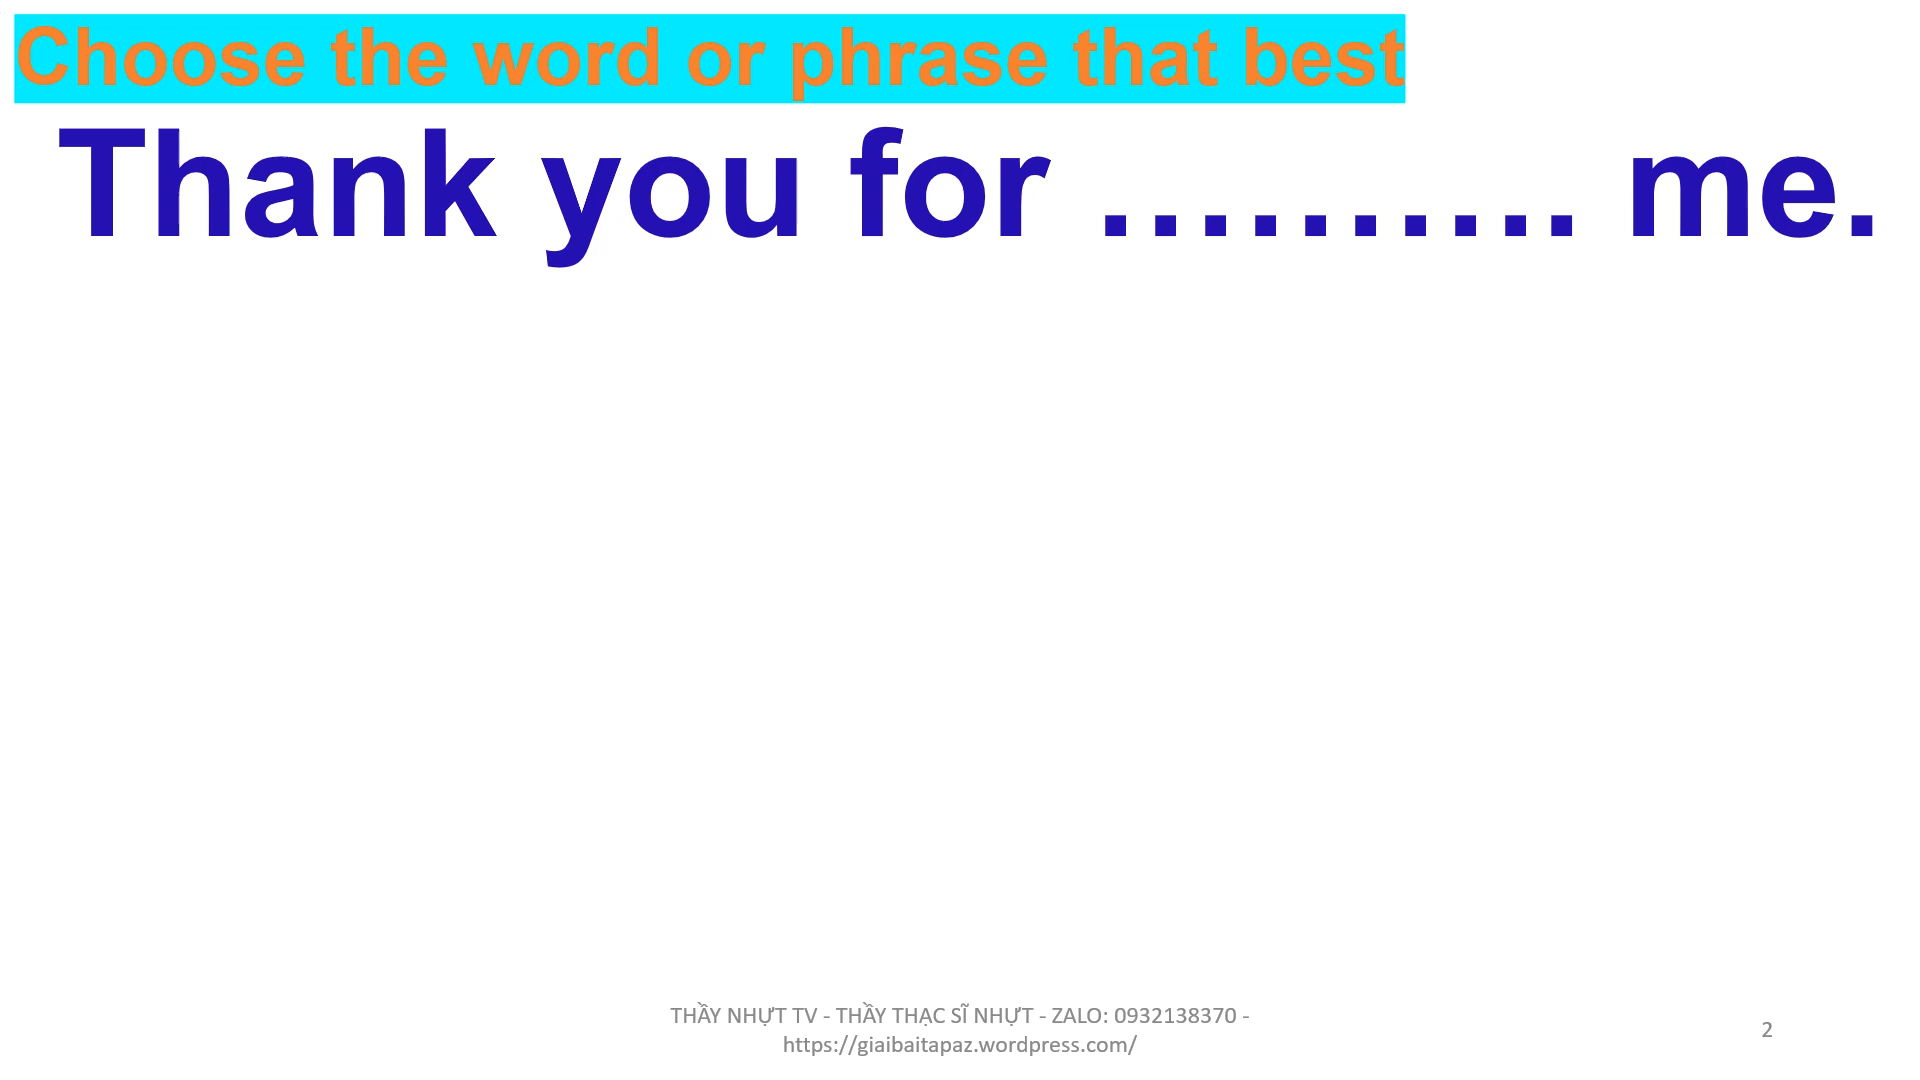 Choose the word or phrase that best
Thank you for .......... me.
THẦY NHỰT TV - THẦY THẠC SĨ NHỰT - ZALO: 0932138370 -
https://giaibaitapaz.wordpress.com/
2